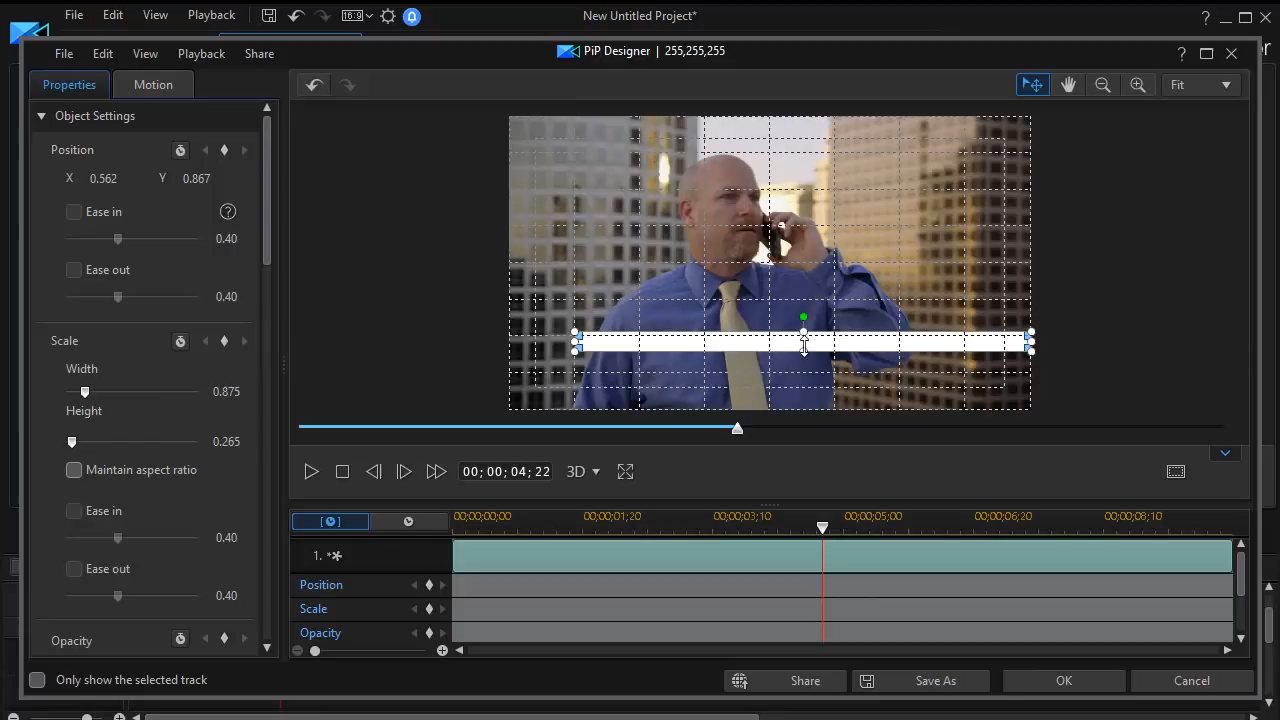 File Edit View Playback 16:9 New Untitled Project* ?
File Edit View Playback Share PiP Designer | 255,255,255 ?
Properties Motion Fit
Object Settings
Position
X 0.562 Y 0.867
Ease in ?
0.40
Ease out
0.40
Scale
Width
0.875
Height
0.265
Maintain aspect ratio
Ease in
0.40
Ease out
0.40
Opacity
00; 00; 04; 22 3D
00;00;00;00 00;00;01;20 00;00;03;10 00;00;05;00 00;00;06;20 00;00;08;10
1. *
Position
Scale
Opacity
Only show the selected track Share Save As OK Cancel